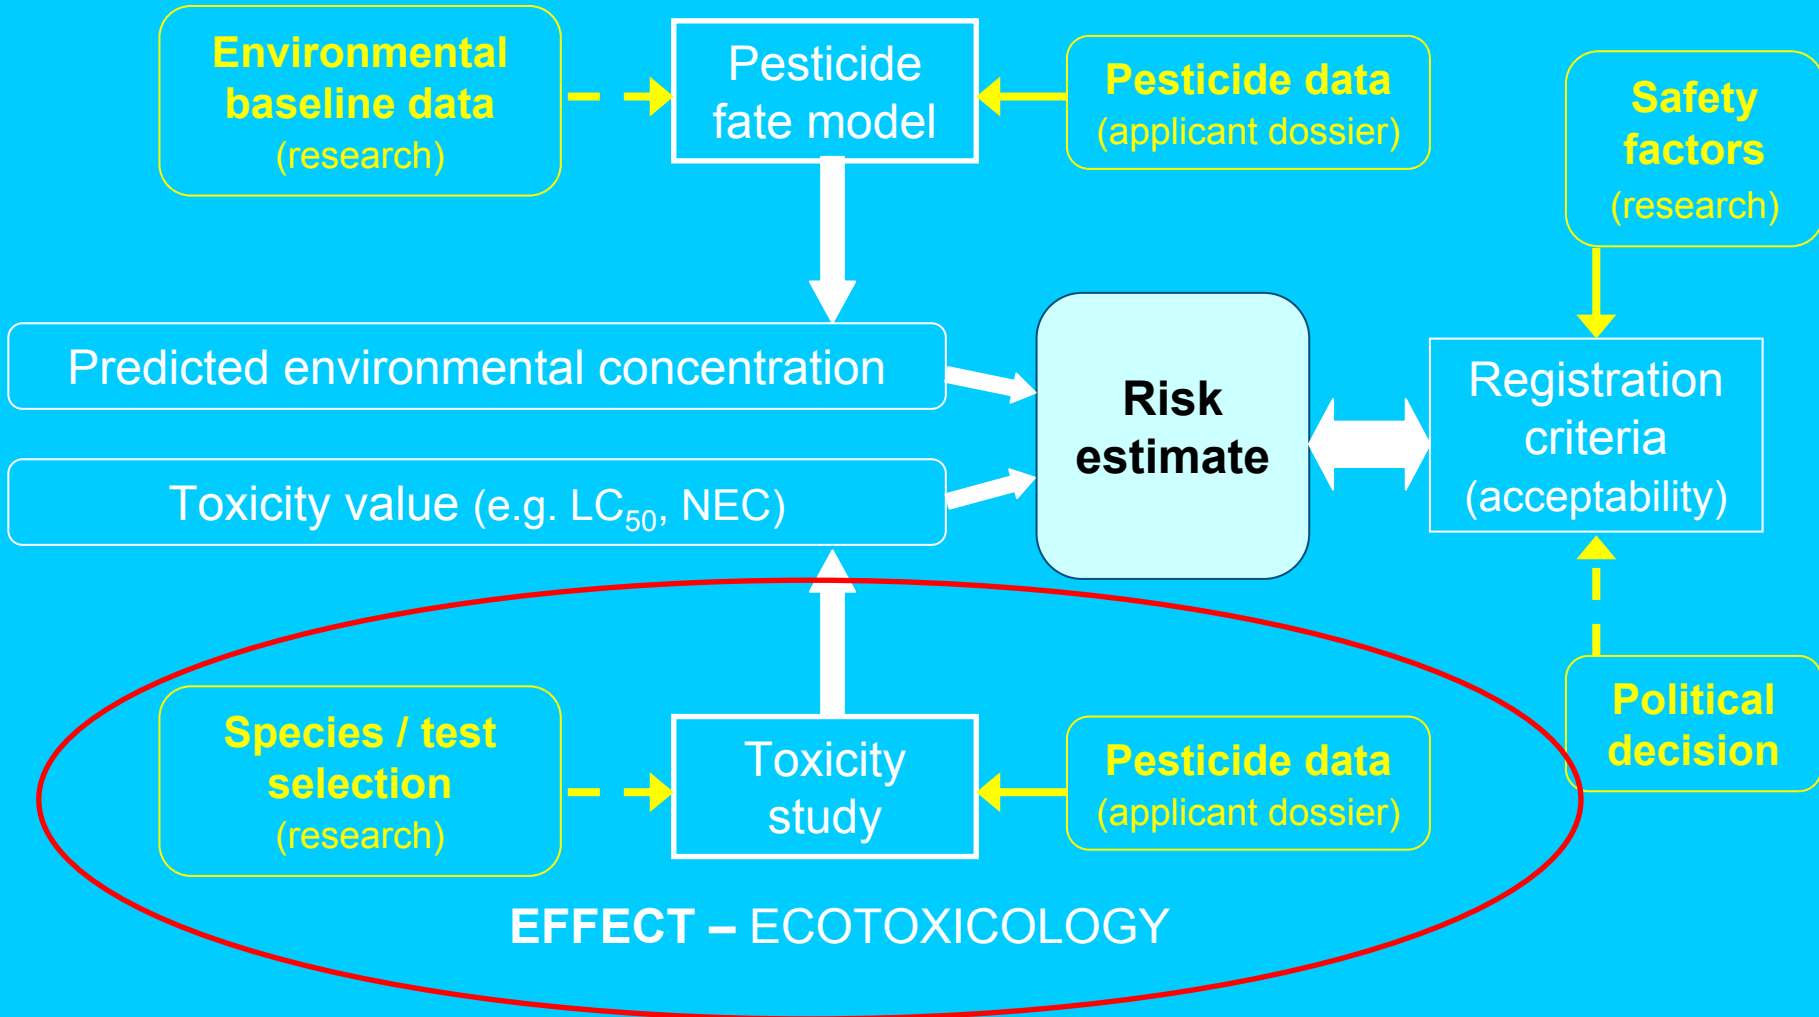 Environmental
baseline data
(research)
Pesticide
fate model
Pesticide data
(applicant dossier)
Safety
factors
(research)
Predicted environmental concentration
Toxicity value (e.g. LC50, NEC)
Risk
estimate
Registration
criteria
(acceptability)
Species / test
selection
(research)
Toxicity
study
Pesticide data
(applicant dossier)
Political
decision
EFFECT – ECOTOXICOLOGY